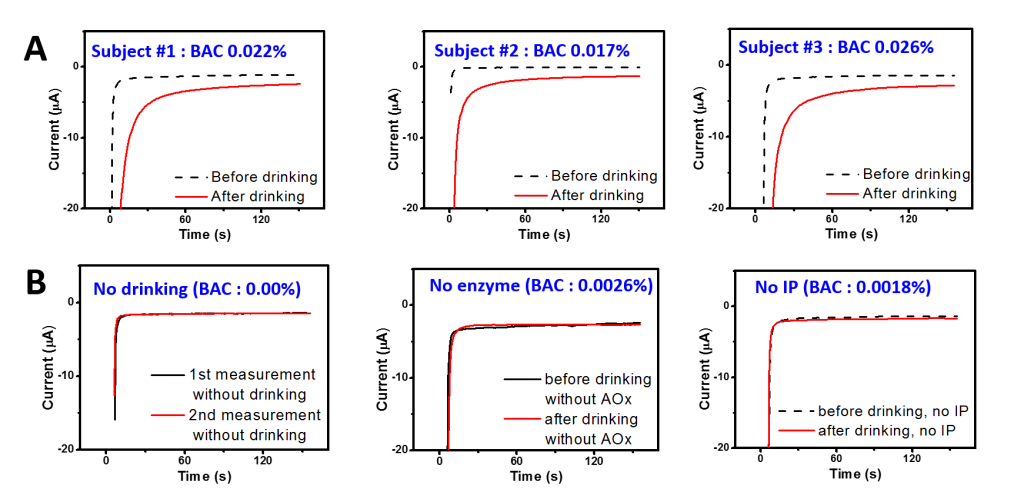 A
Subject #1 : BAC 0.022%
Current (µA)
0
-10
-20
Before drinking
After drinking
0
60
120
Time (s)
Subject #2 : BAC 0.017%
Current (µA)
0
-10
-20
Before drinking
After drinking
0
60
120
Time (s)
Subject #3 : BAC 0.026%
Current (µA)
0
-10
-20
Before drinking
After drinking
0
60
120
Time (s)
B
No drinking (BAC : 0.00%)
Current (µA)
0
-10
-20
1st measurement
without drinking
2nd measurement
without drinking
0
60
120
Time (s)
No enzyme (BAC : 0.0026%)
Current (µA)
0
-10
-20
before drinking
without AOx
after drinking
without AOx
0
60
120
Time (s)
No IP (BAC : 0.0018%)
Current (µA)
0
-10
-20
before drinking, no IP
after drinking, no IP
0
60
120
Time (s)